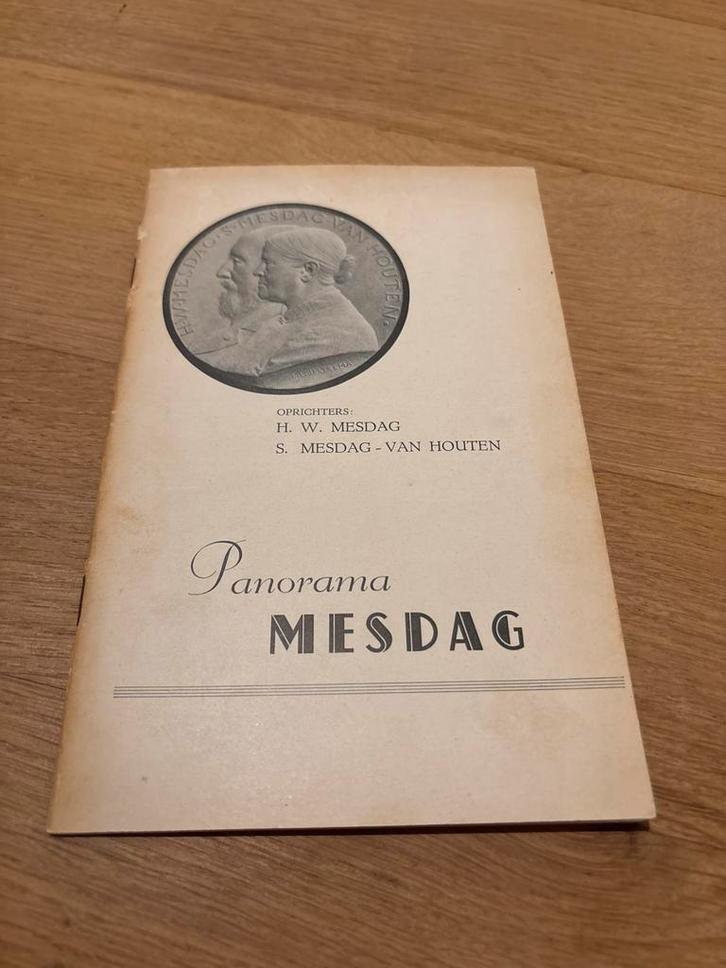 H.W. MESDAG · S. MESDAG-VAN HOUTEN.
OPRICHTERS:
H. W. MESDAG
S. MESDAG - VAN HOUTEN
Panorama
MESDAG